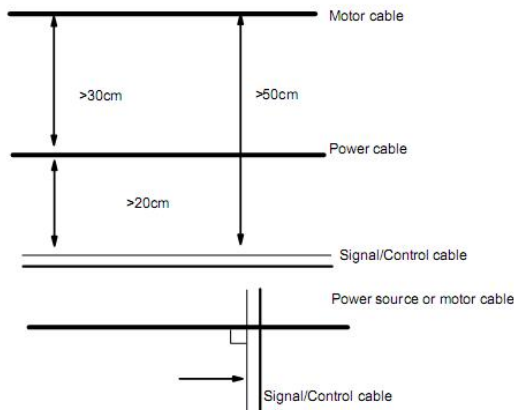 Motor cable
>30cm
>50cm
Power cable
>20cm
Signal/Control cable
Power source or motor cable
Signal/Control cable